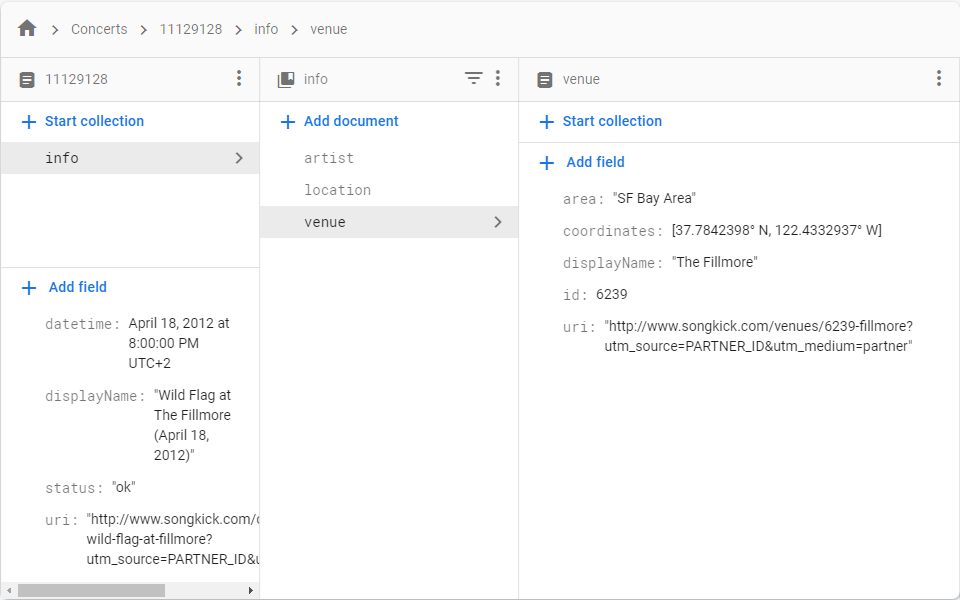 Concerts > 11129128 > info > venue
11129128
Start collection
info
Add field
datetime: April 18, 2012 at
8:00:00 PM
UTC+2
displayName: "Wild Flag at
The Fillmore
(April 18,
2012)"
status: "ok"
uri: "http://www.songkick.com/
wild-flag-at-fillmore?
utm_source=PARTNER_ID&
info
Add document
artist
location
venue
venue
Start collection
Add field
area: "SF Bay Area"
coordinates: [37.7842398° N, 122.4332937° W]
displayName: "The Fillmore"
id: 6239
uri: "http://www.songkick.com/venues/6239-fillmore?
utm_source=PARTNER_ID&utm_medium=partner"